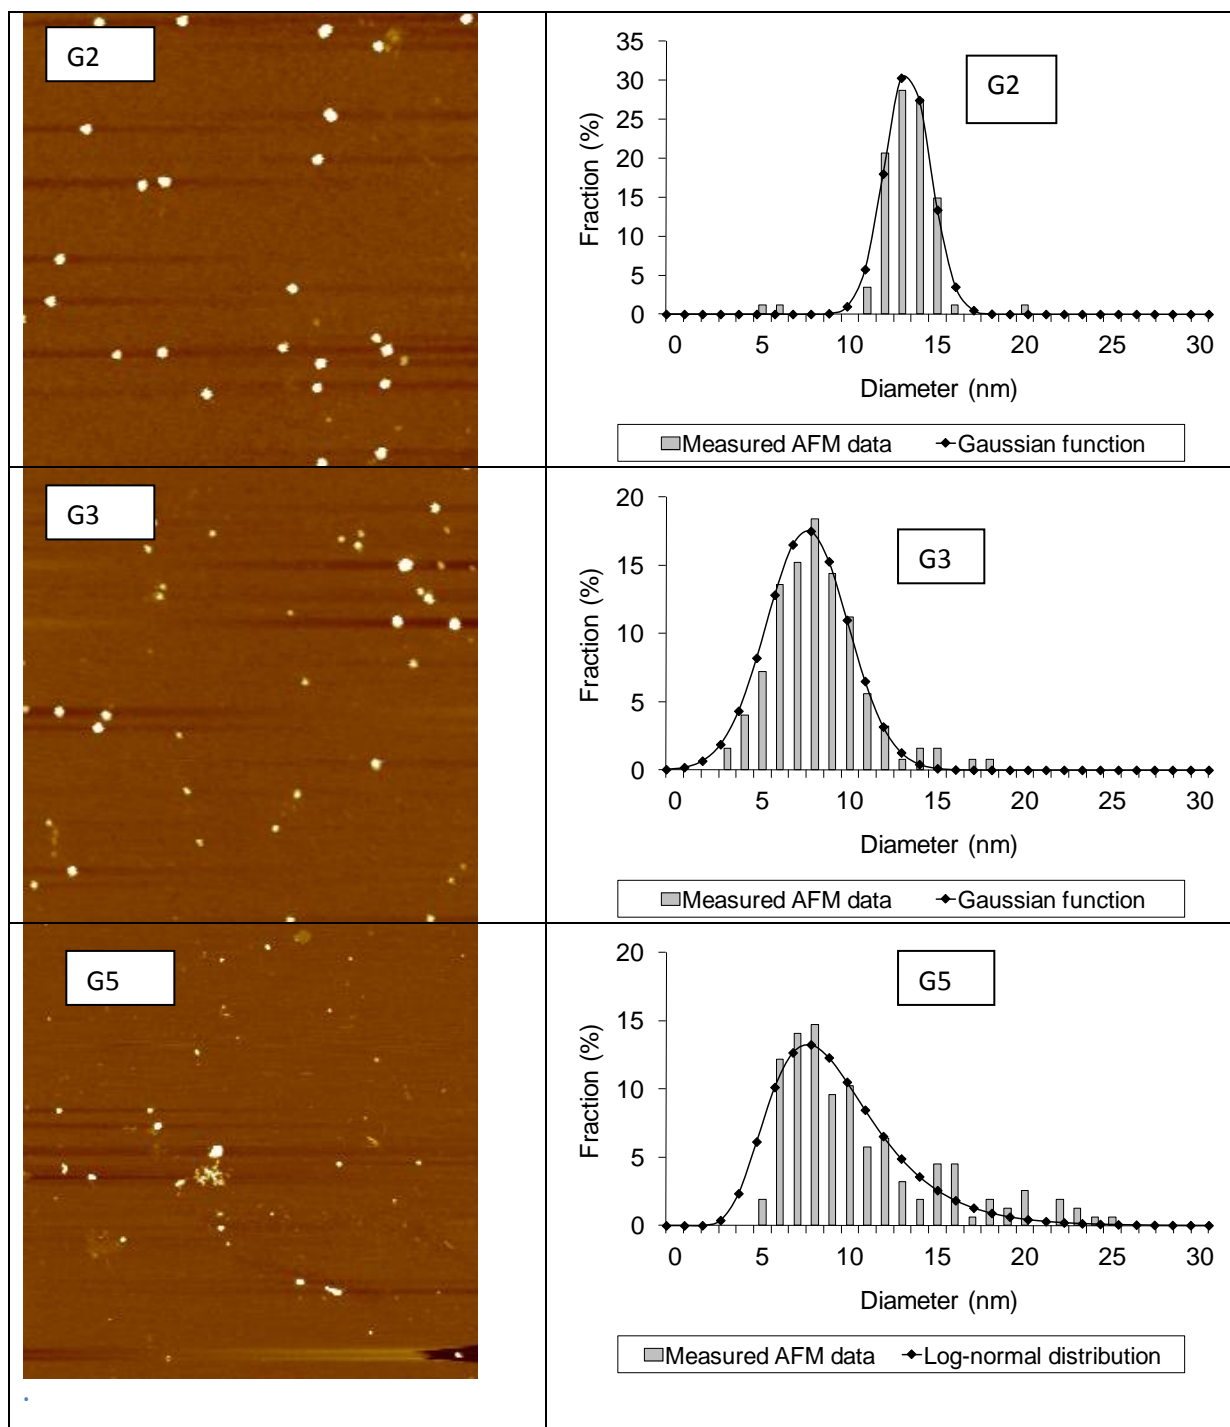 G2
35
30
25
20
15
10
5
0
Fraction (%)
G2
0 5 10 15 20 25 30
Diameter (nm)
Measured AFM data Gaussian function
G3
20
15
10
5
0
Fraction (%)
G3
0 5 10 15 20 25 30
Diameter (nm)
Measured AFM data Gaussian function
G5
20
15
10
5
0
Fraction (%)
G5
0 5 10 15 20 25 30
Diameter (nm)
Measured AFM data Log-normal distribution
.